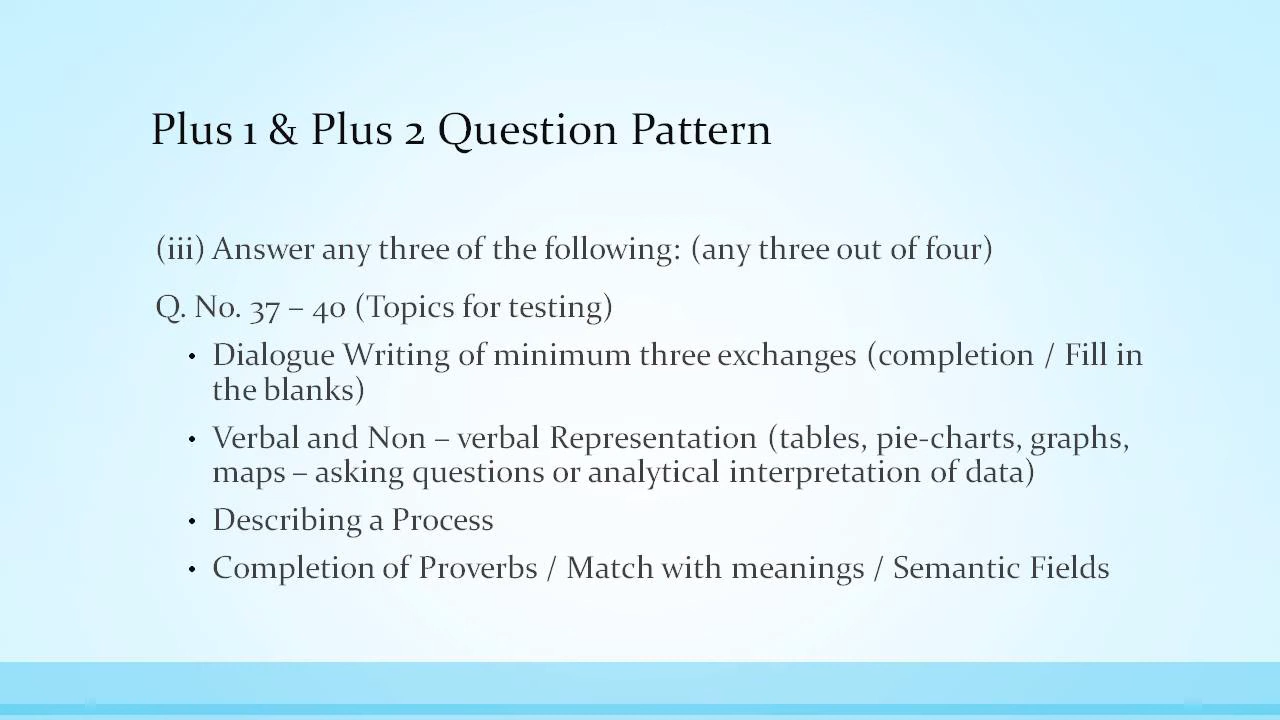 Plus 1 & Plus 2 Question Pattern
(iii) Answer any three of the following: (any three out of four)
Q. No. 37 – 40 (Topics for testing)
• Dialogue Writing of minimum three exchanges (completion / Fill in
the blanks)
• Verbal and Non – verbal Representation (tables, pie-charts, graphs,
maps – asking questions or analytical interpretation of data)
• Describing a Process
• Completion of Proverbs / Match with meanings / Semantic Fields